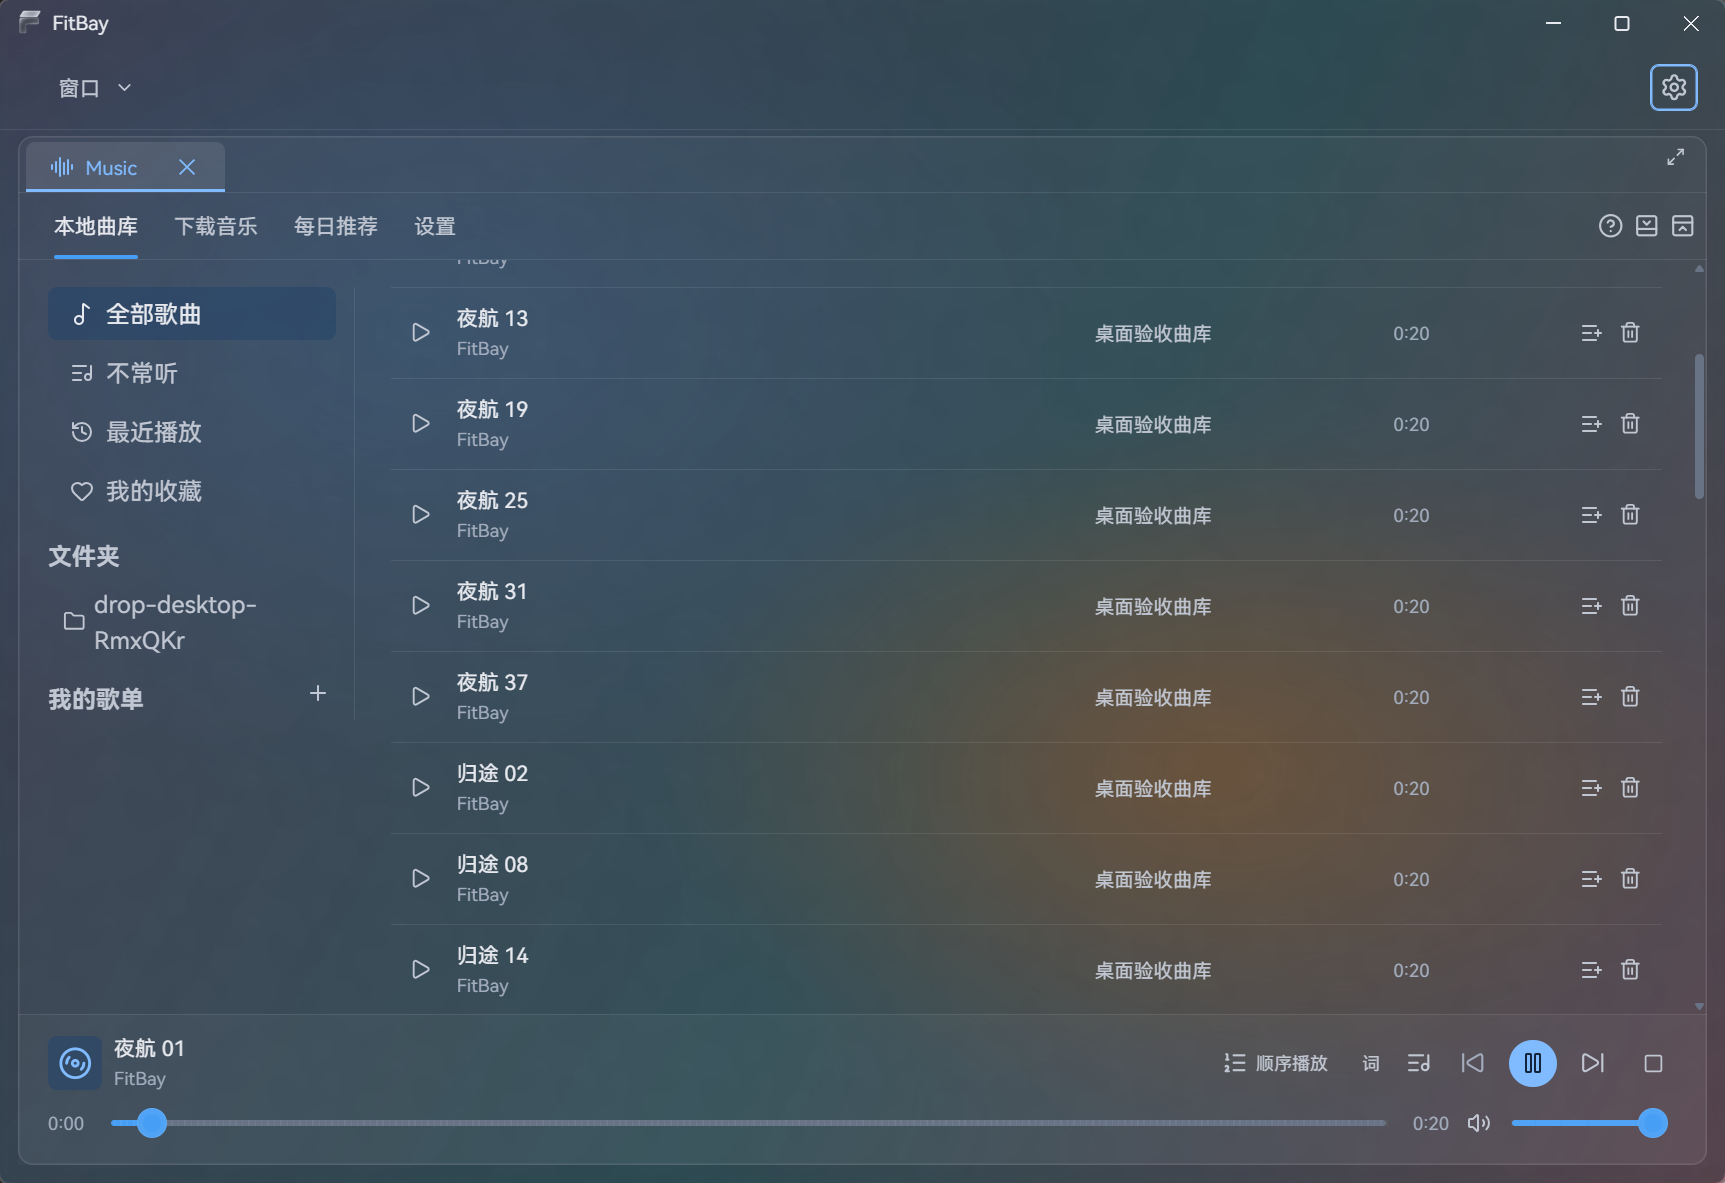 FitBay
窗口
Music
本地曲库 下载音乐 每日推荐 设置
全部歌曲
不常听
最近播放
我的收藏
文件夹
drop-desktop-
RmxQKr
我的歌单
FitBay
夜航 13
FitBay
桌面验收曲库
0:20
夜航 19
FitBay
桌面验收曲库
0:20
夜航 25
FitBay
桌面验收曲库
0:20
夜航 31
FitBay
桌面验收曲库
0:20
夜航 37
FitBay
桌面验收曲库
0:20
归途 02
FitBay
桌面验收曲库
0:20
归途 08
FitBay
桌面验收曲库
0:20
归途 14
FitBay
桌面验收曲库
0:20
夜航 01
FitBay
顺序播放
词
0:00
0:20